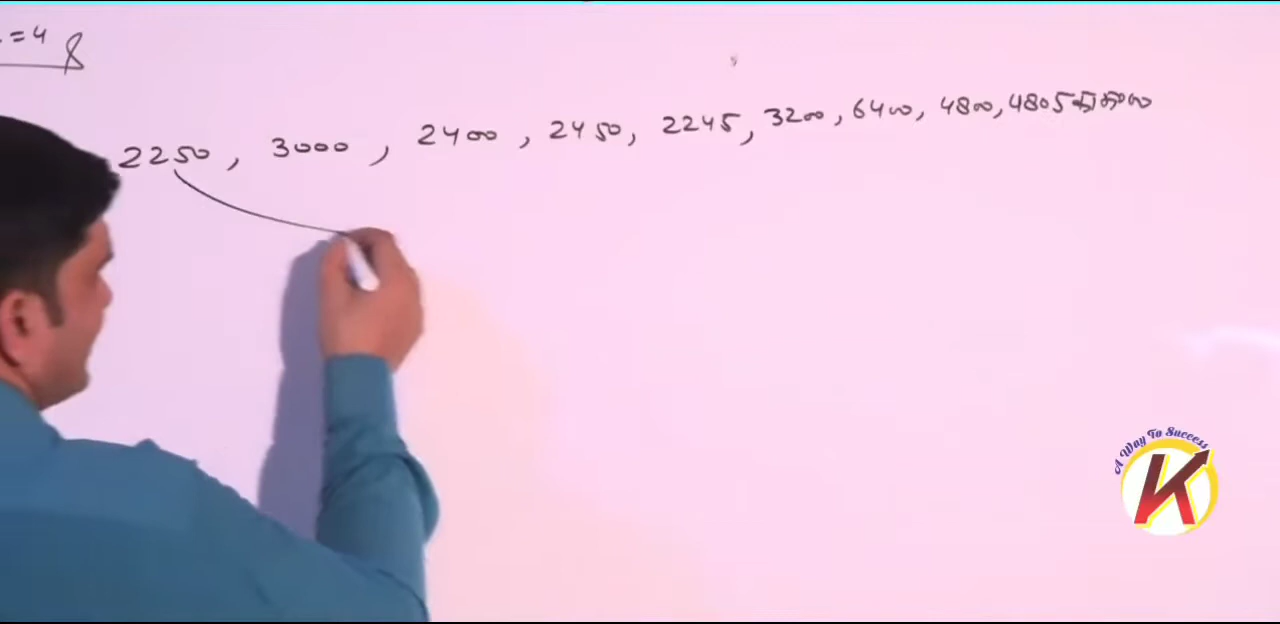 =4
2250, 3000, 2400, 2450, 2245, 3200, 6400, 4800, 4805
A Way To Success
K